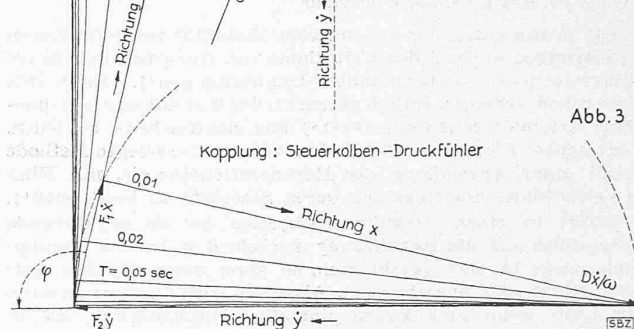 Richtung
Richtung ẏ
Abb. 3
Kopplung : Steuerkolben - Druckfühler
0,01
F₁·ẋ
Richtung x
0,02
φ
T = 0,05 sec
Dẋ/ω
F₂ẏ
Richtung ẏ
SBZ